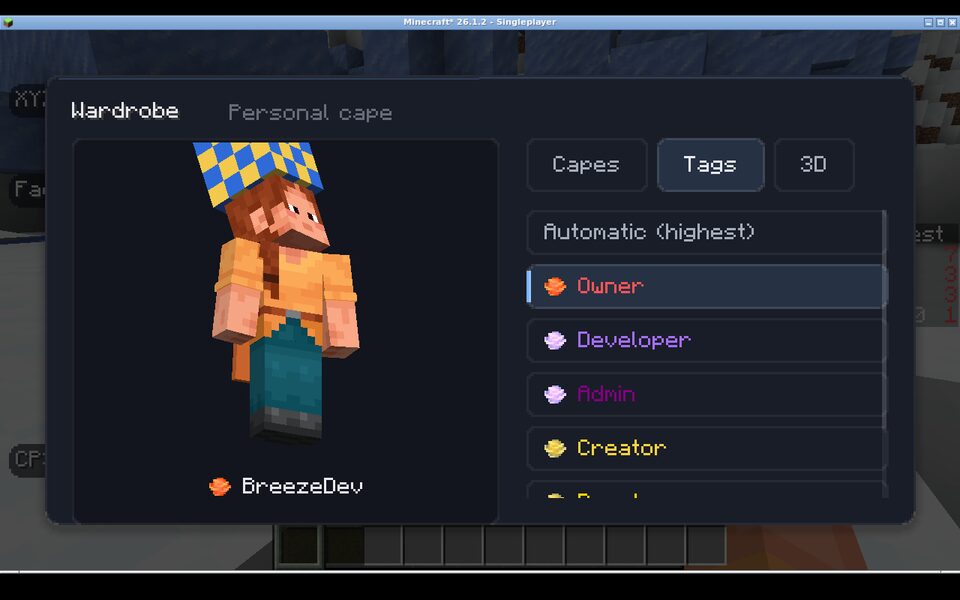 Minecraft* 26.1.2 - Singleplayer
Wardrobe
Personal cape
Capes
Tags
3D
Automatic (highest)
Owner
Developer
Admin
Creator
BreezeDev